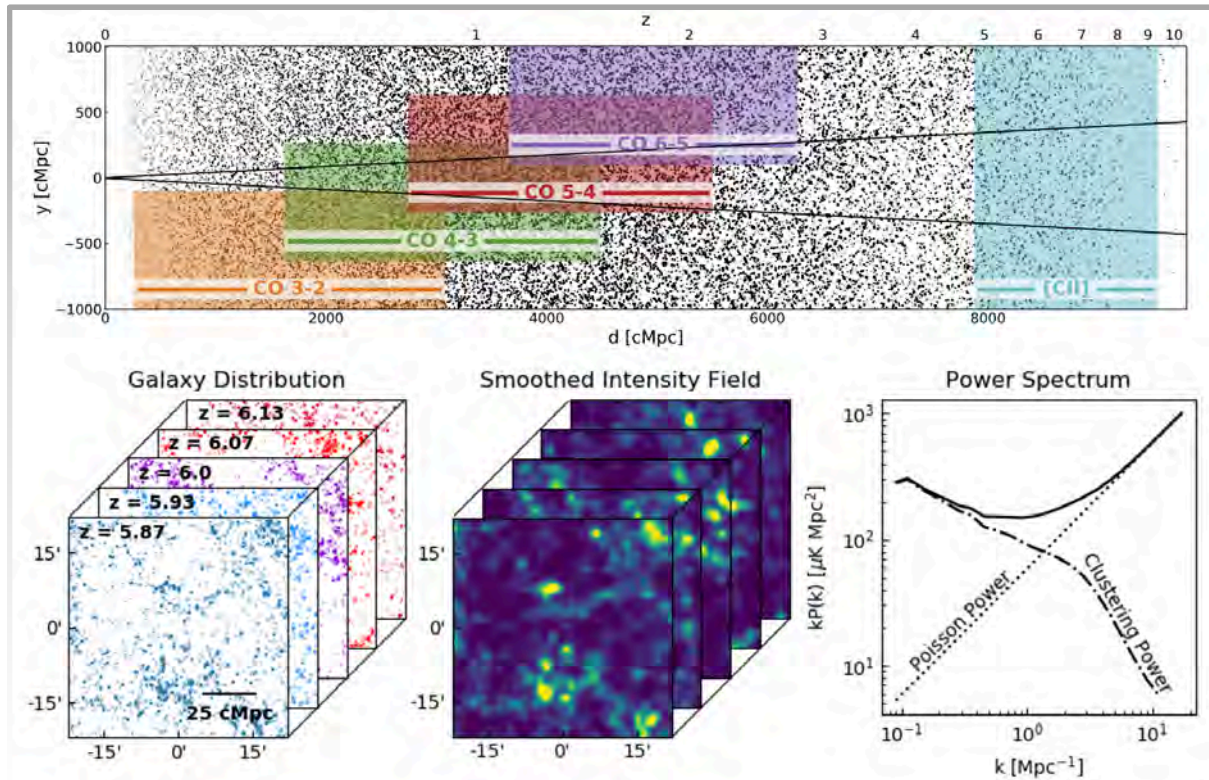 z
0 1 2 3 4 5 6 7 8 9 10
1000
500
0
−500
−1000
y [cMpc]
CO 6-5
CO 5-4
CO 4-3
CO 3-2
[CII]
0 2000 4000 6000 8000
d [cMpc]
Galaxy Distribution
z = 6.13
z = 6.07
z = 6.0
z = 5.93
z = 5.87
15'
0'
-15'
25 cMpc
-15' 0' 15'
Smoothed Intensity Field
15'
0'
-15'
-15' 0' 15'
Power Spectrum
10³
10²
10¹
kP(k) [μK Mpc²]
Poisson Power
Clustering Power
10⁻¹ 10⁰ 10¹
k [Mpc⁻¹]